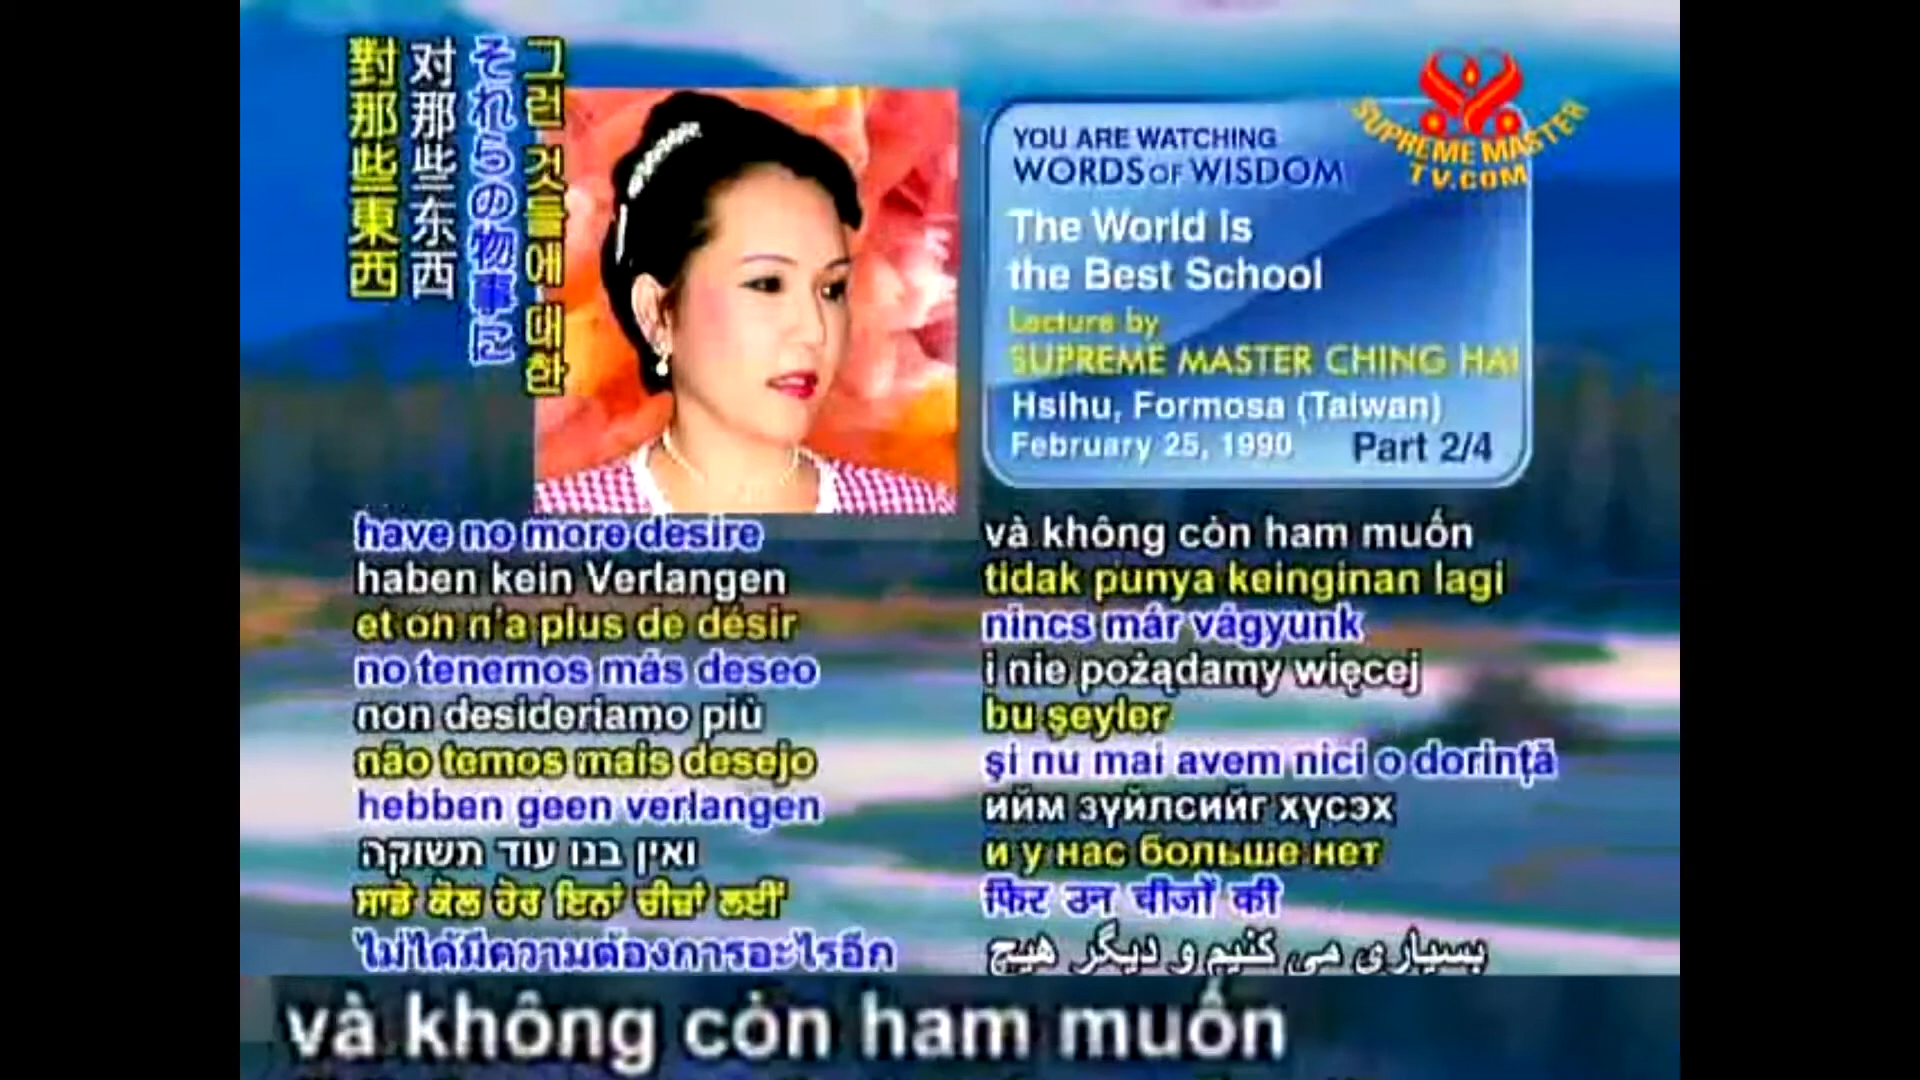 對那些東西
对那些东西
それらの物事に
그런 것들에 대한
YOU ARE WATCHING
WORDS OF WISDOM
SUPREME MASTER
TV.COM
The World Is
the Best School
Lecture by
SUPREME MASTER CHING HAI
Hsihu, Formosa (Taiwan)
February 25, 1990 Part 2/4
have no more desire
haben kein Verlangen
et on n'a plus de désir
no tenemos más deseo
non desideriamo più
não temos mais desejo
hebben geen verlangen
ואין בנו עוד תשוקה
ਸਾਡੇ ਕੋਲ ਹੋਰ ਇਨਾਂ ਚੀਜ਼ਾਂ ਲਈਂ
ไม่ได้มีความต้องการอะไรอีก
và không còn ham muốn
tidak punya keinginan lagi
nincs már vágyunk
i nie pożądamy więcej
bu şeyler
şi nu mai avem nici o dorinţă
ийм зүйлсийг хүсэх
и у нас больше нет
फिर उन चीजों की
بسیاری می کنیم و دیگر هیچ
và không còn ham muốn